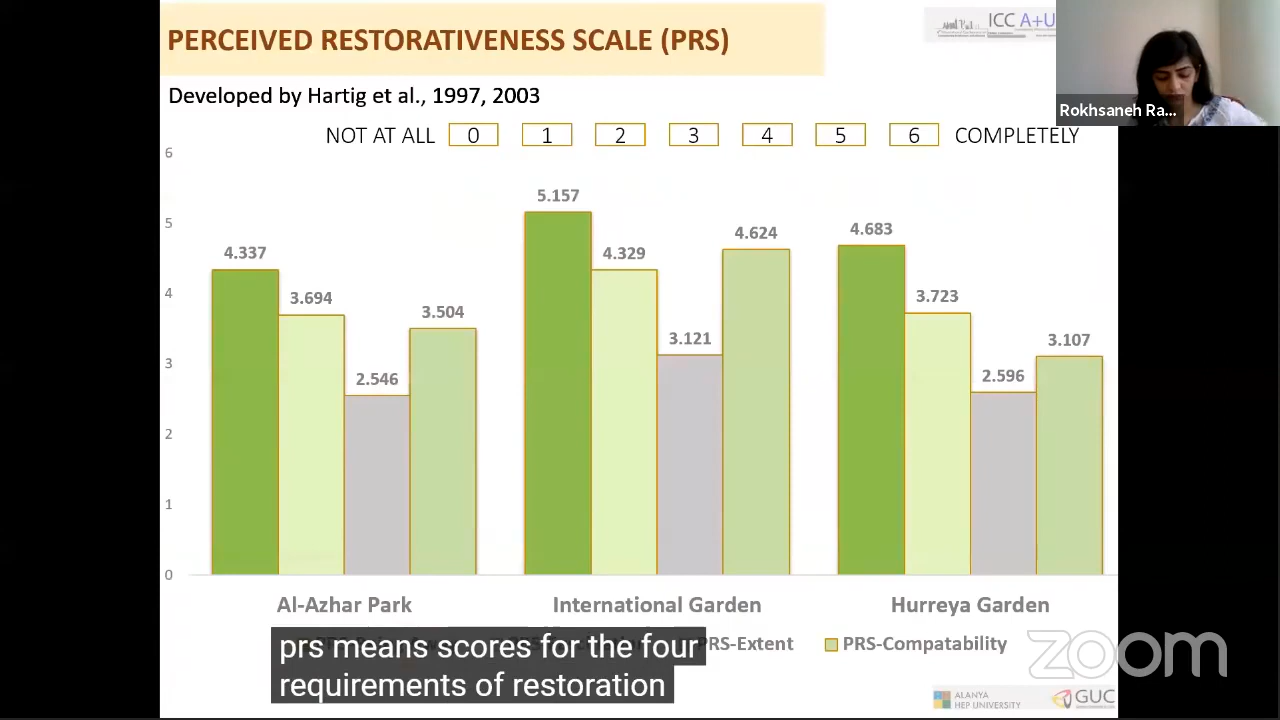 PERCEIVED RESTORATIVENESS SCALE (PRS)
ICC A+U
Rokhsaneh Ra...
Developed by Hartig et al., 1997, 2003
NOT AT ALL 0 1 2 3 4 5 6 COMPLETELY
6
5
4
3
2
1
0
4.337
3.694
2.546
3.504
5.157
4.329
3.121
4.624
4.683
3.723
2.596
3.107
Al-Azhar Park International Garden Hurreya Garden
PRS-Extent PRS-Compatability
prs means scores for the four
requirements of restoration
zoom
ALANYA
HEP UNIVERSITY
GUC